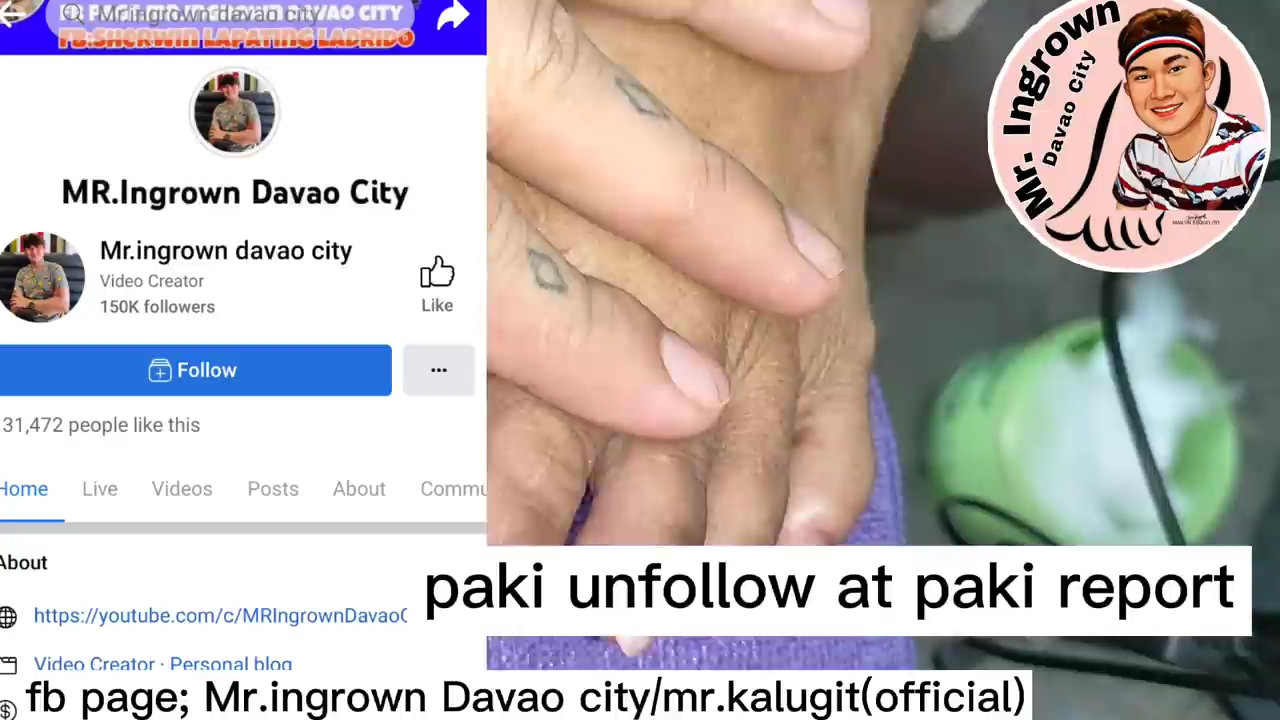 Mr.ingrown davao city
FB.SHERWIN LAPATING LADRIDO
MR.Ingrown Davao City
Mr.ingrown davao city
Video Creator
150K followers
Like
Follow
31,472 people like this
Home
Live
Videos
Posts
About
Commu
About
https://youtube.com/c/MRIngrownDavaoC
Video Creator · Personal blog
Mr. Ingrown
Davao City
paki unfollow at paki report
fb page; Mr.ingrown Davao city/mr.kalugit(official)